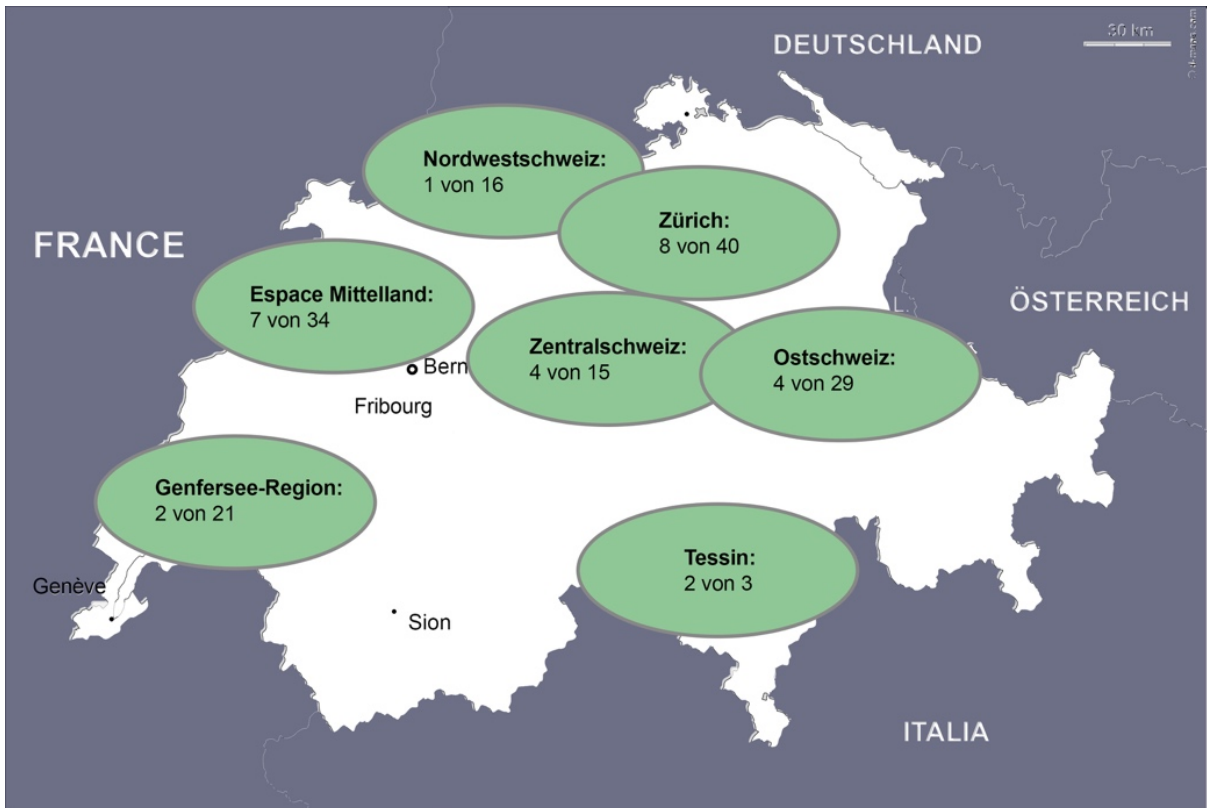 DEUTSCHLAND
30 km
Nordwestschweiz:
1 von 16
Zürich:
8 von 40
FRANCE
Espace Mittelland:
7 von 34
ÖSTERREICH
L.
Zentralschweiz:
4 von 15
Ostschweiz:
4 von 29
Bern
Fribourg
Genfersee-Region:
2 von 21
Tessin:
2 von 3
Genève
Sion
ITALIA